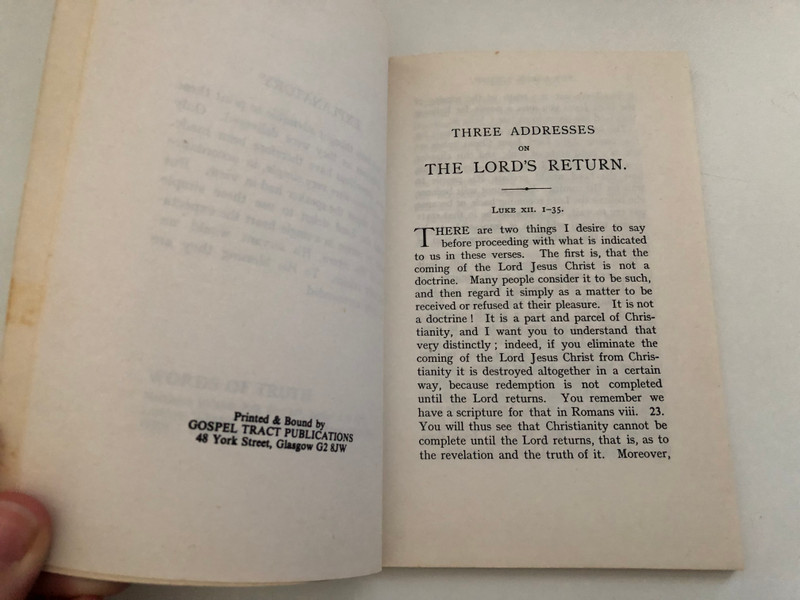 Printed & Bound by
GOSPEL TRACT PUBLICATIONS
48 York Street, Glasgow G2 8JW
THREE ADDRESSES
ON
THE LORD'S RETURN.
LUKE XII. 1-35.
THERE are two things I desire to say
before proceeding with what is indicated
to us in these verses. The first is, that the
coming of the Lord Jesus Christ is not a
doctrine. Many people consider it to be such,
and then regard it simply as a matter to be
received or refused at their pleasure. It is not
a doctrine! It is a part and parcel of Chris-
tianity, and I want you to understand that
very distinctly; indeed, if you eliminate the
coming of the Lord Jesus Christ from Chris-
tianity it is destroyed altogether in a certain
way, because redemption is not completed
until the Lord returns. You remember we
have a scripture for that in Romans viii. 23.
You will thus see that Christianity cannot be
complete until the Lord returns, that is, as to
the revelation and the truth of it. Moreover,